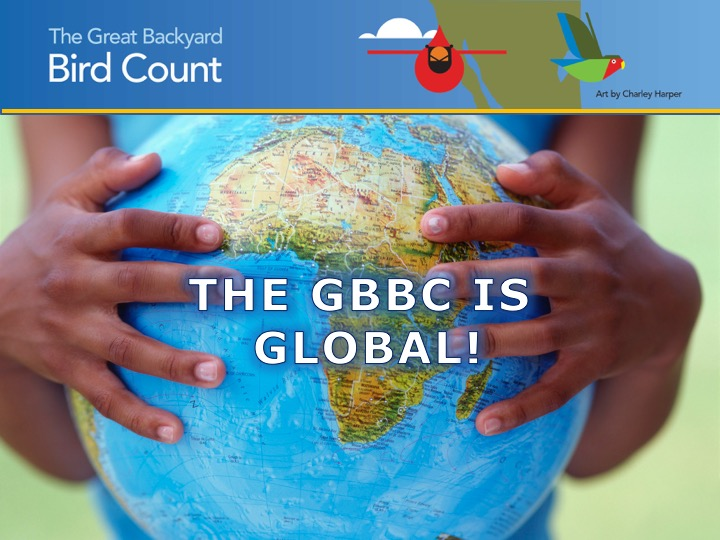 The Great Backyard
Bird Count
Art by Charley Harper
THE GBBC IS
GLOBAL!